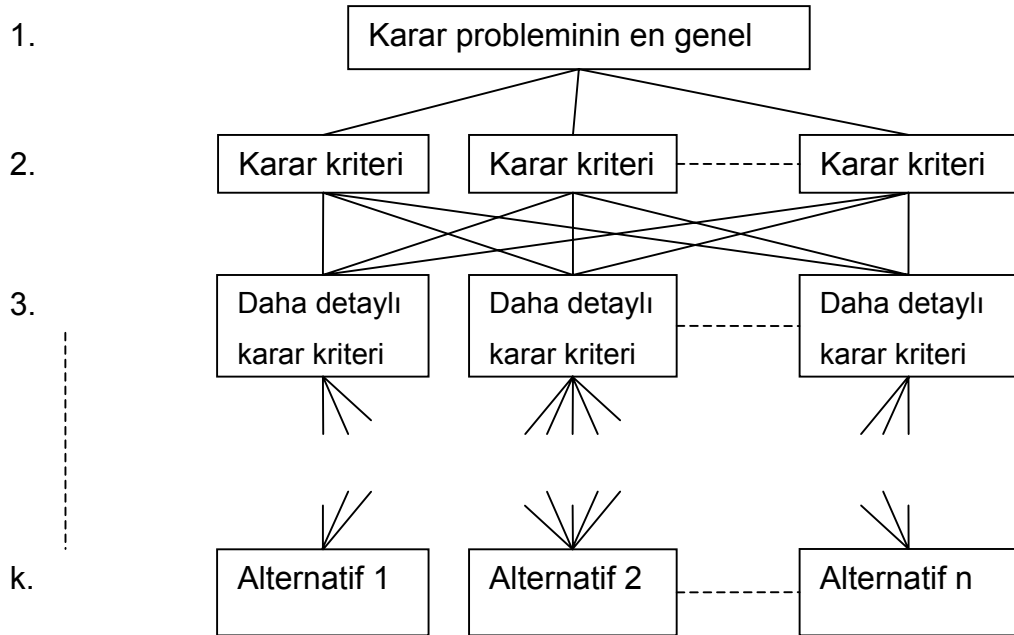 1.
Karar probleminin en genel
2.
Karar kriteri
Karar kriteri
Karar kriteri
3.
Daha detaylı
karar kriteri
Daha detaylı
karar kriteri
Daha detaylı
karar kriteri
k.
Alternatif 1
Alternatif 2
Alternatif n